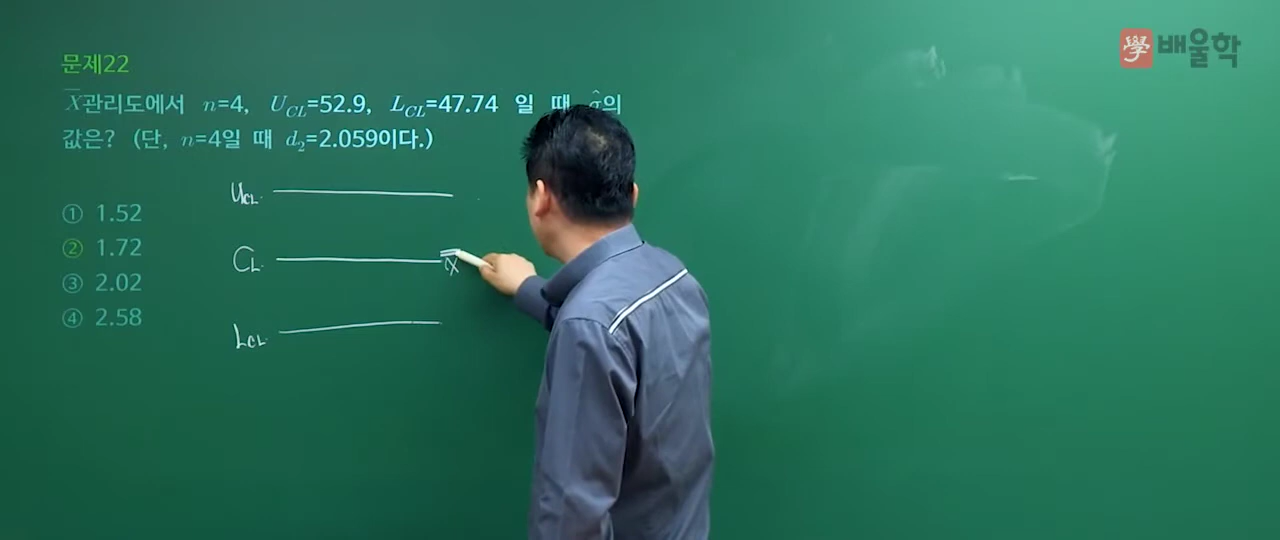 學 배울학
문제22
X̄관리도에서 n=4, U_CL=52.9, L_CL=47.74 일 때 σ̂의
값은? (단, n=4일 때 d₂=2.059이다.)
① 1.52
② 1.72
③ 2.02
④ 2.58
UCL
CL
X̿
LCL